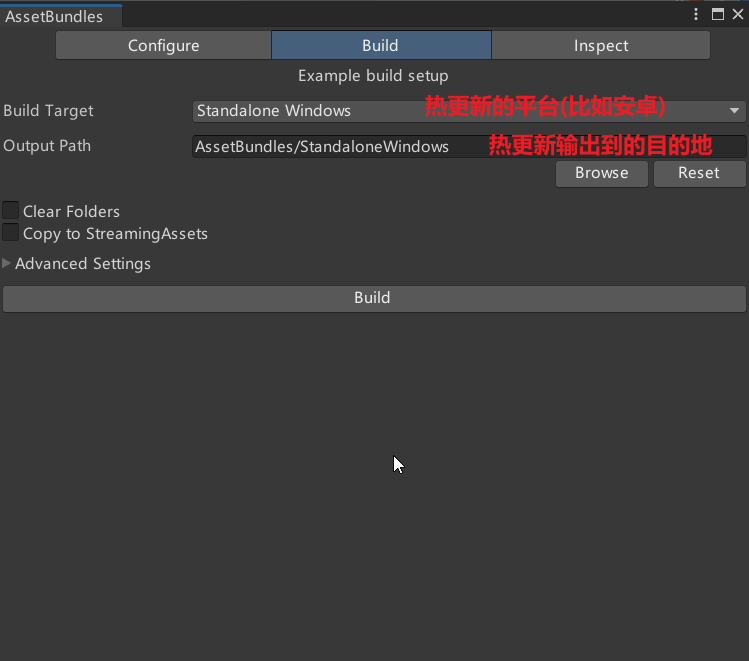 AssetBundles
Configure Build Inspect
Example build setup
Build Target Standalone Windows 热更新的平台(比如安卓)
Output Path AssetBundles/StandaloneWindows 热更新输出到的目的地
Browse Reset
Clear Folders
Copy to StreamingAssets
Advanced Settings
Build